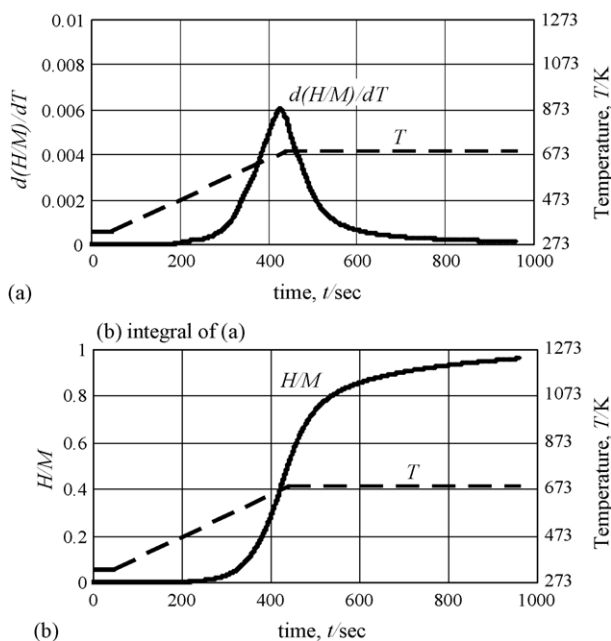 0.01
0.008
0.006
0.004
0.002
0
d(H/M)/dT
1273
1073
873
673
473
273
Temperature, T/K
d(H/M)/dT
T
0 200 400 600 800 1000
(a)
time, t/sec
(b) integral of (a)
1
0.8
0.6
0.4
0.2
0
H/M
1273
1073
873
673
473
273
Temperature, T/K
H/M
T
0 200 400 600 800 1000
(b)
time, t/sec